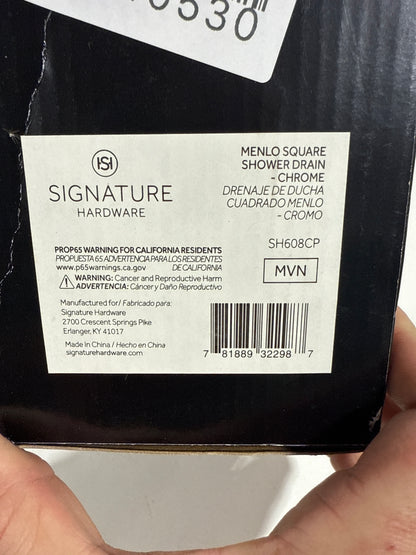 0530
SH
SIGNATURE
HARDWARE
MENLO SQUARE
SHOWER DRAIN
- CHROME
DRENAJE DE DUCHA
CUADRADO MENLO
- CROMO
SH608CP
MVN
PROP65 WARNING FOR CALIFORNIA RESIDENTS
PROPUESTA 65 ADVERTENCIA PARA LOS RESIDENTES
www.p65warnings.ca.gov DE CALIFORNIA
WARNING: Cancer and Reproductive Harm
ADVERTENCIA: Cáncer y Daño Reproductivo
Manufactured for/ Fabricado para:
Signature Hardware
2700 Crescent Springs Pike
Erlanger, KY 41017
Made In China / Hecho en China
signaturehardware.com
7 81889 32298 7